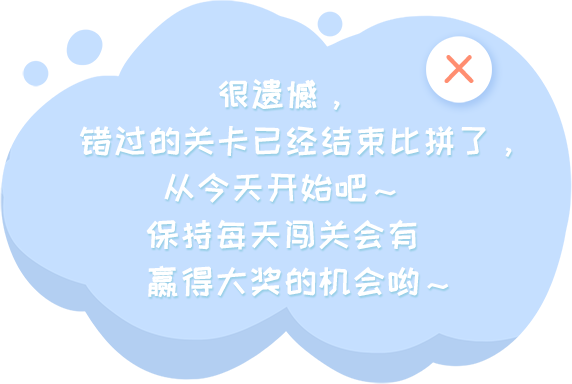 很遗憾，
错过的关卡已经结束比拼了，
从今天开始吧～
保持每天闯关会有
赢得大奖的机会哟～